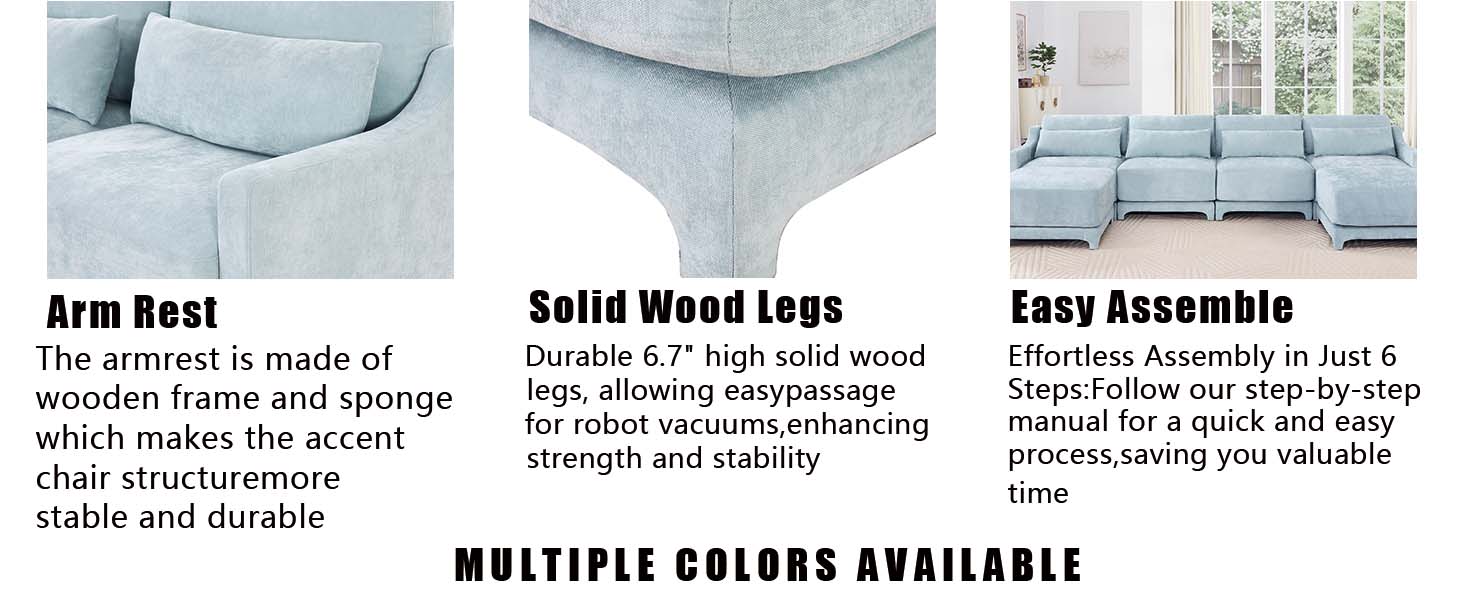 Arm Rest
The armrest is made of
wooden frame and sponge
which makes the accent
chair structuremore
stable and durable
Solid Wood Legs
Durable 6.7" high solid wood
legs, allowing easypassage
for robot vacuums,enhancing
strength and stability
Easy Assemble
Effortless Assembly in Just 6
Steps:Follow our step-by-step
manual for a quick and easy
process,saving you valuable
time
MULTIPLE COLORS AVAILABLE